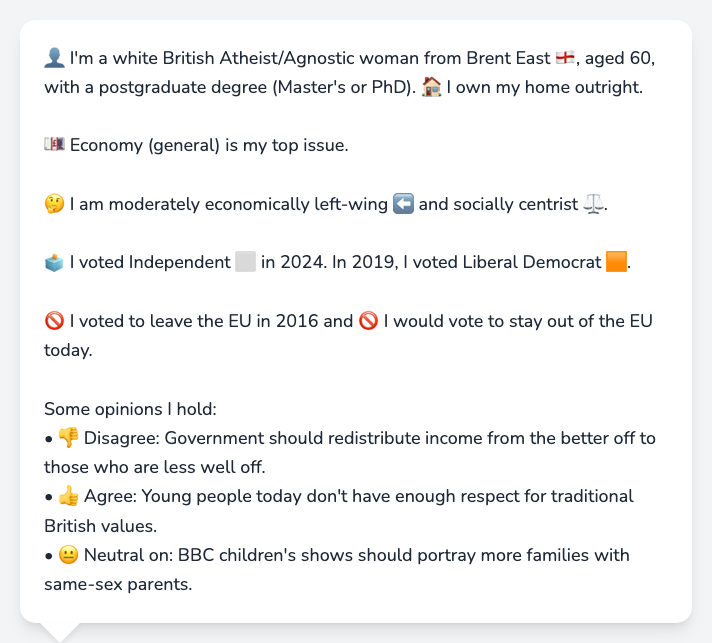 👤 I'm a white British Atheist/Agnostic woman from Brent East 🏴󠁧󠁢󠁥󠁮󠁧󠁿, aged 60,
with a postgraduate degree (Master's or PhD). 🏠 I own my home outright.
💷 Economy (general) is my top issue.
🤔 I am moderately economically left-wing ⬅️ and socially centrist ⚖️.
🗳️ I voted Independent ⬜ in 2024. In 2019, I voted Liberal Democrat 🟧.
🚫 I voted to leave the EU in 2016 and 🚫 I would vote to stay out of the EU
today.
Some opinions I hold:
• 👎 Disagree: Government should redistribute income from the better off to
those who are less well off.
• 👍 Agree: Young people today don't have enough respect for traditional
British values.
• 😐 Neutral on: BBC children's shows should portray more families with
same-sex parents.